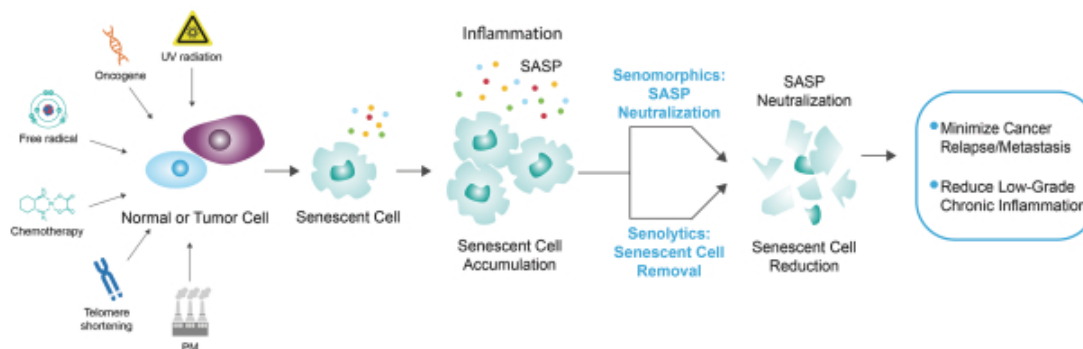 UV radiation
Oncogene
Free radical
Chemotherapy
Telomere
shortening
PM
Normal or Tumor Cell
Senescent Cell
Inflammation
SASP
Senescent Cell
Accumulation
Senomorphics:
SASP
Neutralization
Senolytics:
Senescent Cell
Removal
SASP
Neutralization
Senescent Cell
Reduction
Minimize Cancer
Relapse/Metastasis
Reduce Low-Grade
Chronic Inflammation